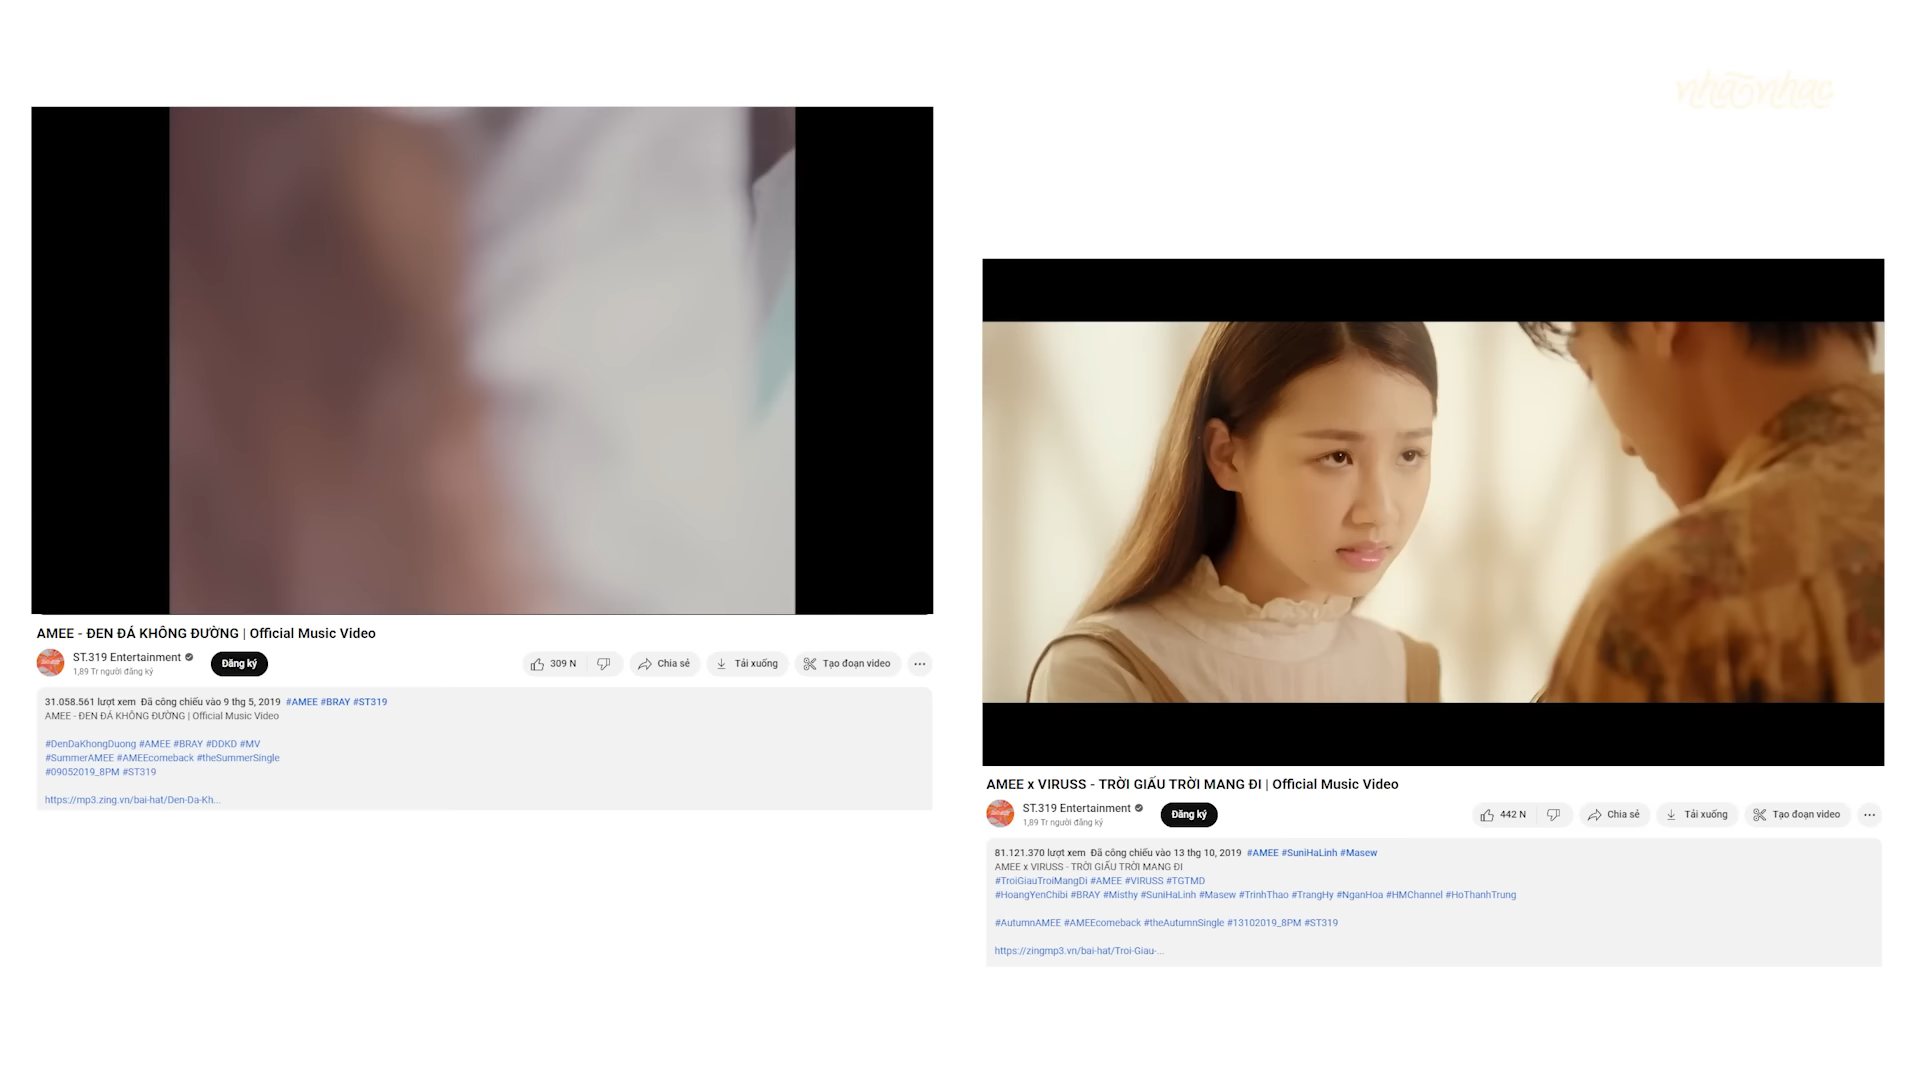 nhaõnhạc
AMEE - ĐEN ĐÁ KHÔNG ĐƯỜNG | Official Music Video
ST.319 Entertainment
1,89 Tr người đăng ký
Đăng ký
309 N
Chia sẻ
Tải xuống
Tạo đoạn video
31.058.561 lượt xem Đã công chiếu vào 9 thg 5, 2019 #AMEE #BRAY #ST319
AMEE - ĐEN ĐÁ KHÔNG ĐƯỜNG | Official Music Video
#DenDaKhongDuong #AMEE #BRAY #DDKD #MV
#SummerAMEE #AMEEcomeback #theSummerSingle
#09052019_8PM #ST319
https://mp3.zing.vn/bai-hat/Den-Da-Kh...
AMEE x VIRUSS - TRỜI GIẤU TRỜI MANG ĐI | Official Music Video
ST.319 Entertainment
1,89 Tr người đăng ký
Đăng ký
442 N
Chia sẻ
Tải xuống
Tạo đoạn video
81.121.370 lượt xem Đã công chiếu vào 13 thg 10, 2019 #AMEE #SuniHaLinh #Masew
AMEE x VIRUSS - TRỜI GIẤU TRỜI MANG ĐI
#TroiGiauTroiMangDi #AMEE #VIRUSS #TGTMD
#HoangYenChibi #BRAY #Misthy #SuniHaLinh #Masew #TrinhThao #TrangHy #NganHoa #HMChannel #HoThanhTrung
#AutumnAMEE #AMEEcomeback #theAutumnSingle #13102019_8PM #ST319
https://zingmp3.vn/bai-hat/Troi-Giau-...